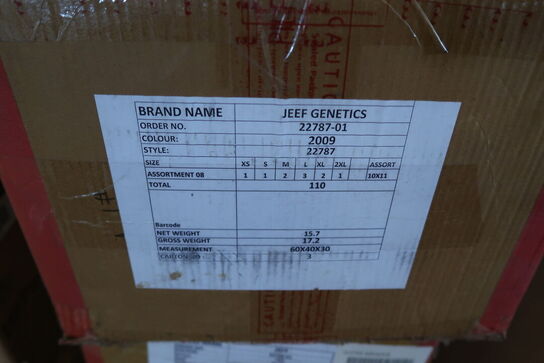 CAUTION
BRAND NAME JEEF GENETICS
ORDER NO. 22787-01
COLOUR: 2009
STYLE: 22787
SIZE XS S M L XL 2XL ASSORT
ASSORTMENT 08 1 1 2 3 2 1 10X11
TOTAL 110
Barcode
NET WEIGHT 15.7
GROSS WEIGHT 17.2
MEASUREMENT 60X40X30
CARTON NO 3